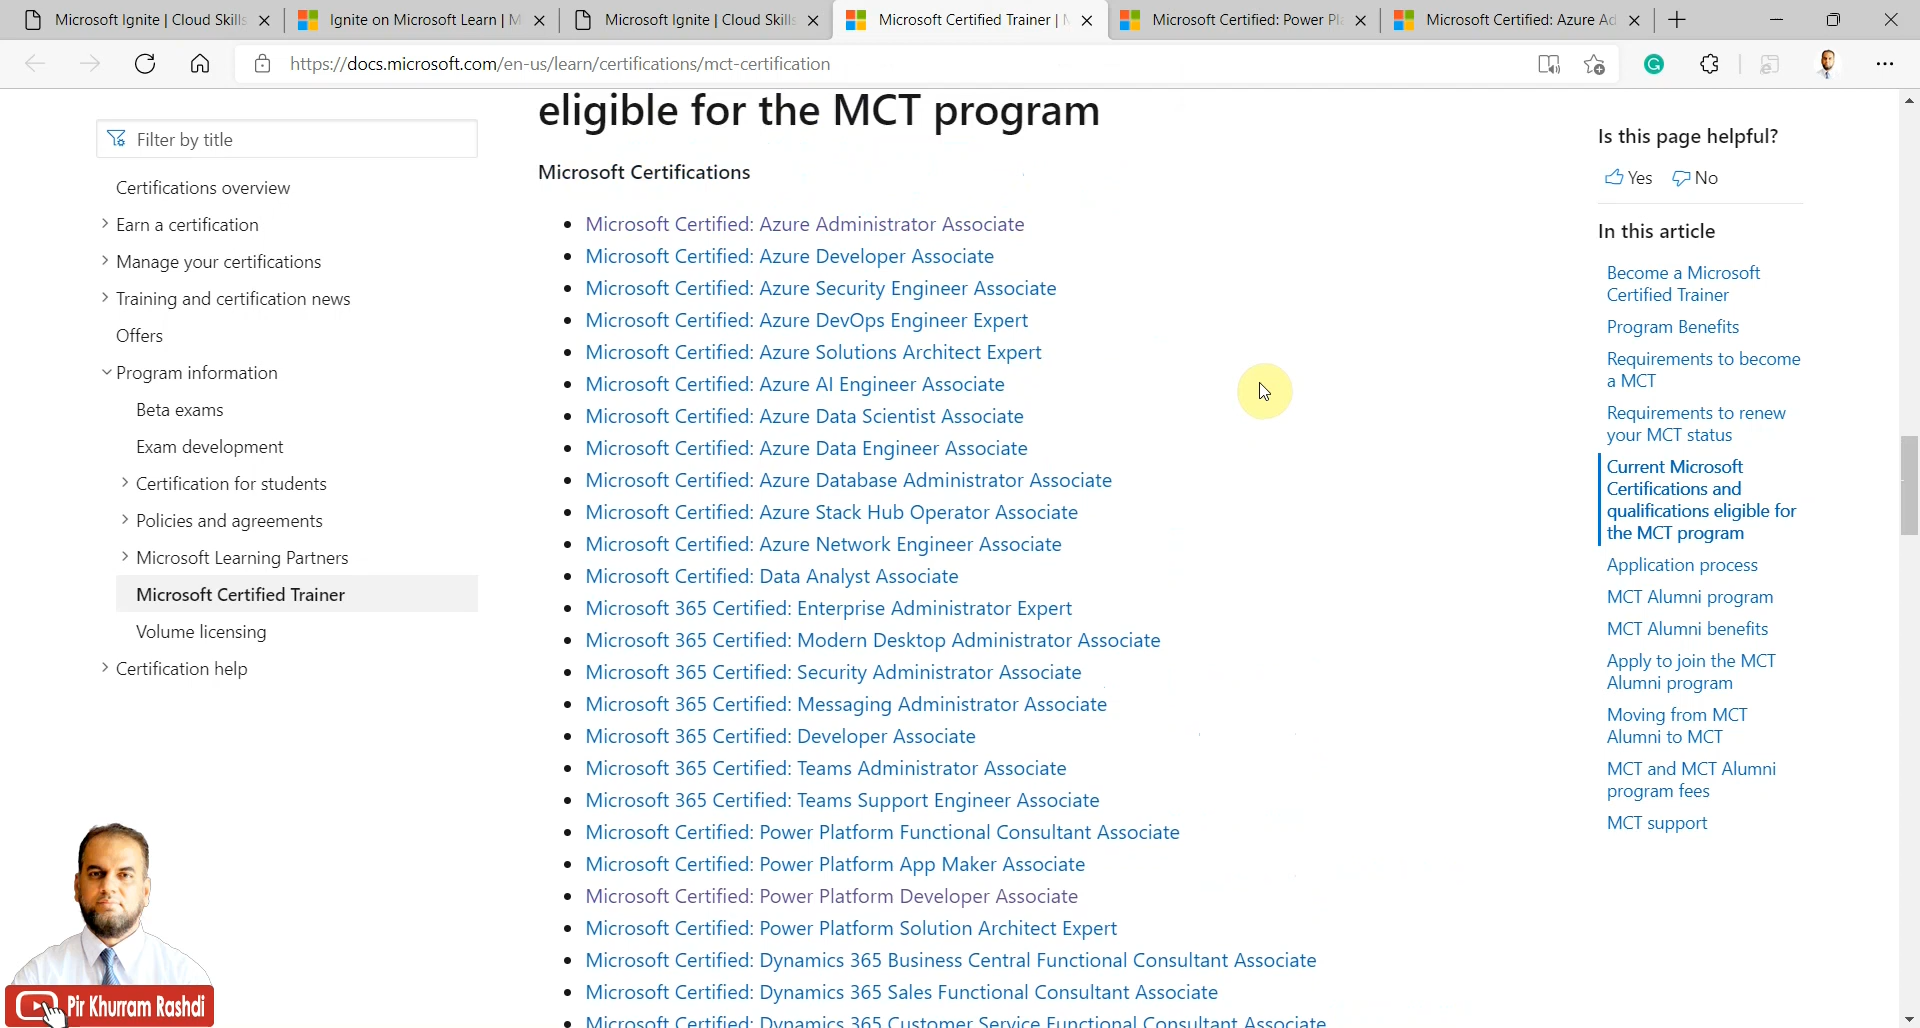 Microsoft Ignite | Cloud Skills
Ignite on Microsoft Learn | M
Microsoft Ignite | Cloud Skills
Microsoft Certified Trainer |
Microsoft Certified: Power Pl
Microsoft Certified: Azure Ad
https://docs.microsoft.com/en-us/learn/certifications/mct-certification
Filter by title
Certifications overview
Earn a certification
Manage your certifications
Training and certification news
Offers
Program information
Beta exams
Exam development
Certification for students
Policies and agreements
Microsoft Learning Partners
Microsoft Certified Trainer
Volume licensing
Certification help
eligible for the MCT program
Microsoft Certifications
Microsoft Certified: Azure Administrator Associate
Microsoft Certified: Azure Developer Associate
Microsoft Certified: Azure Security Engineer Associate
Microsoft Certified: Azure DevOps Engineer Expert
Microsoft Certified: Azure Solutions Architect Expert
Microsoft Certified: Azure AI Engineer Associate
Microsoft Certified: Azure Data Scientist Associate
Microsoft Certified: Azure Data Engineer Associate
Microsoft Certified: Azure Database Administrator Associate
Microsoft Certified: Azure Stack Hub Operator Associate
Microsoft Certified: Azure Network Engineer Associate
Microsoft Certified: Data Analyst Associate
Microsoft 365 Certified: Enterprise Administrator Expert
Microsoft 365 Certified: Modern Desktop Administrator Associate
Microsoft 365 Certified: Security Administrator Associate
Microsoft 365 Certified: Messaging Administrator Associate
Microsoft 365 Certified: Developer Associate
Microsoft 365 Certified: Teams Administrator Associate
Microsoft 365 Certified: Teams Support Engineer Associate
Microsoft Certified: Power Platform Functional Consultant Associate
Microsoft Certified: Power Platform App Maker Associate
Microsoft Certified: Power Platform Developer Associate
Microsoft Certified: Power Platform Solution Architect Expert
Microsoft Certified: Dynamics 365 Business Central Functional Consultant Associate
Microsoft Certified: Dynamics 365 Sales Functional Consultant Associate
Microsoft Certified: Dynamics 365 Customer Service Functional Consultant Associate
Is this page helpful?
Yes No
In this article
Become a Microsoft
Certified Trainer
Program Benefits
Requirements to become
a MCT
Requirements to renew
your MCT status
Current Microsoft
Certifications and
qualifications eligible for
the MCT program
Application process
MCT Alumni program
MCT Alumni benefits
Apply to join the MCT
Alumni program
Moving from MCT
Alumni to MCT
MCT and MCT Alumni
program fees
MCT support
Pir Khurram Rashdi